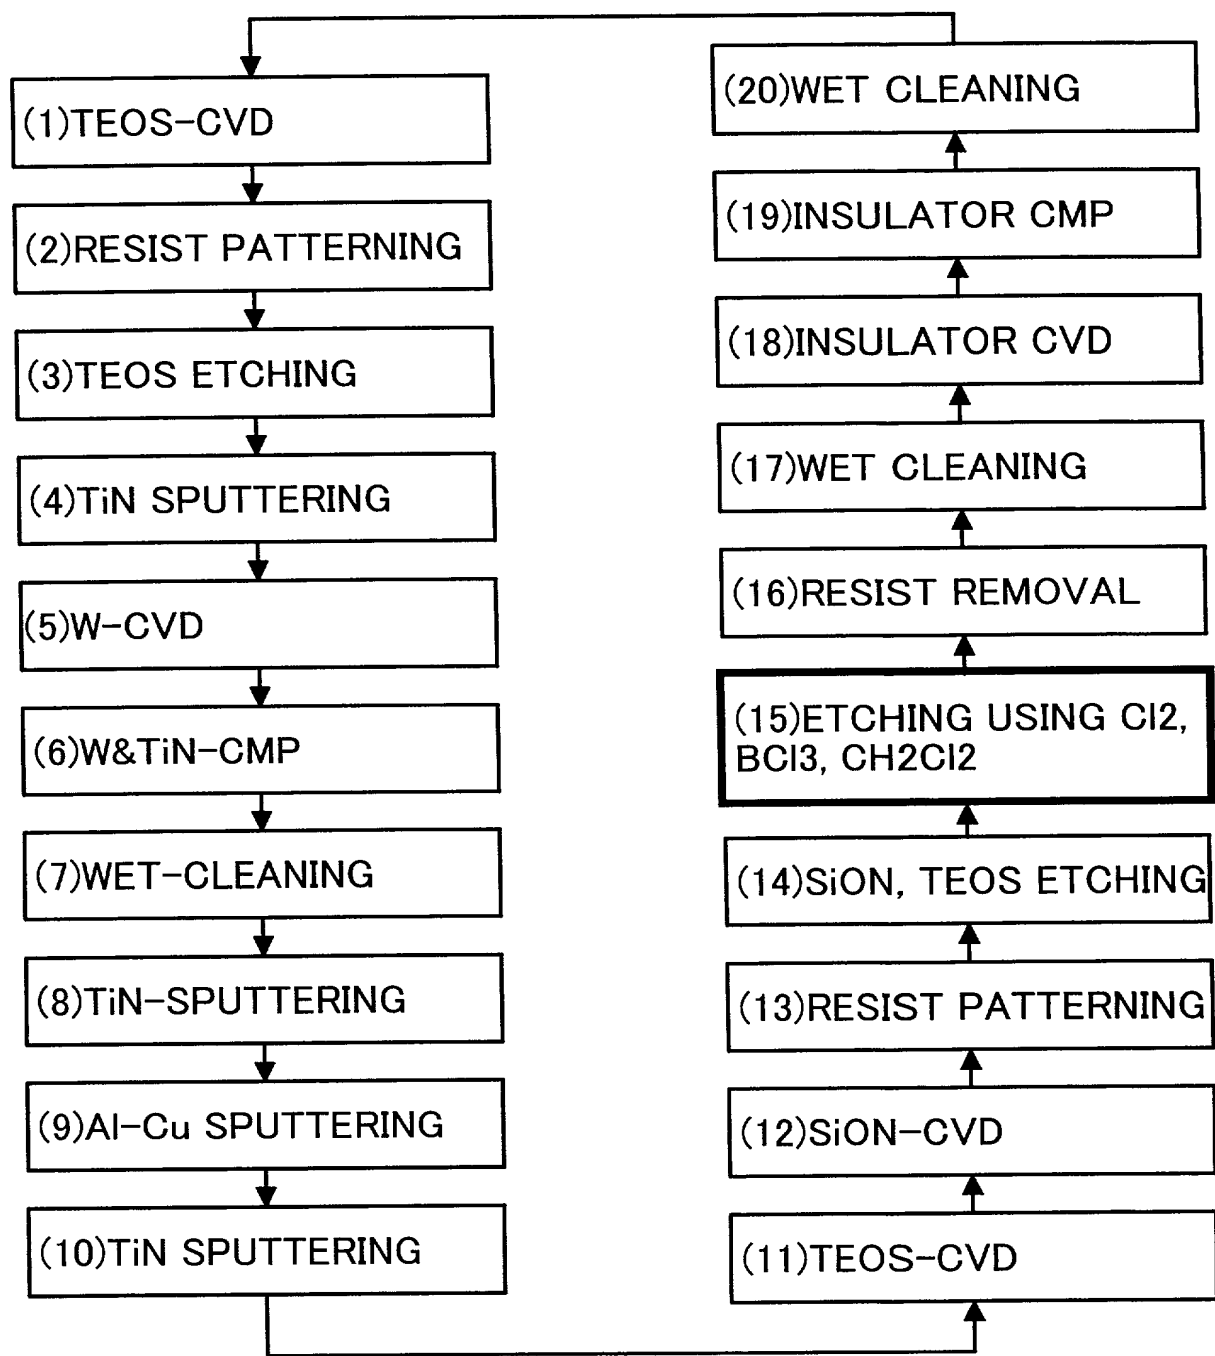 (1)TEOS-CVD
(2)RESIST PATTERNING
(3)TEOS ETCHING
(4)TiN SPUTTERING
(5)W-CVD
(6)W&TiN-CMP
(7)WET-CLEANING
(8)TiN-SPUTTERING
(9)Al-Cu SPUTTERING
(10)TiN SPUTTERING
(11)TEOS-CVD
(12)SiON-CVD
(13)RESIST PATTERNING
(14)SiON, TEOS ETCHING
(15)ETCHING USING Cl2,
BCl3, CH2Cl2
(16)RESIST REMOVAL
(17)WET CLEANING
(18)INSULATOR CVD
(19)INSULATOR CMP
(20)WET CLEANING